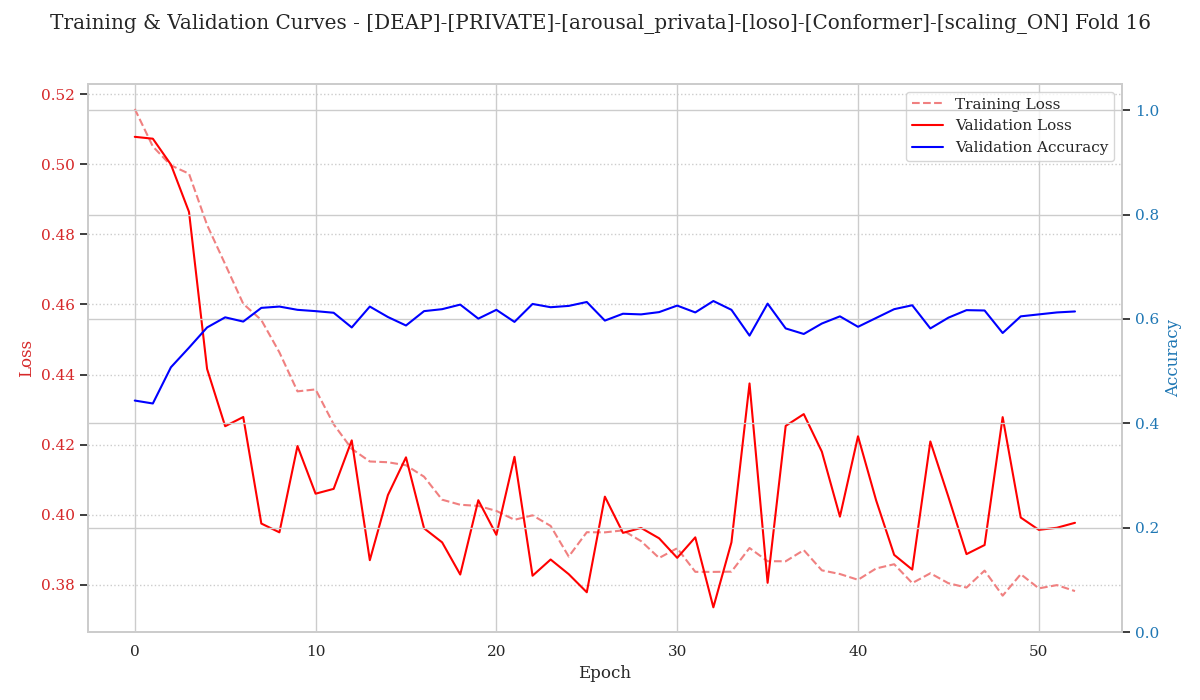 Training & Validation Curves - [DEAP]-[PRIVATE]-[arousal_privata]-[loso]-[Conformer]-[scaling_ON] Fold 16
Training Loss
Validation Loss
Validation Accuracy
0.52
0.50
0.48
0.46
0.44
0.42
0.40
0.38
Loss
1.0
0.8
0.6
0.4
0.2
0.0
Accuracy
0 10 20 30 40 50
Epoch